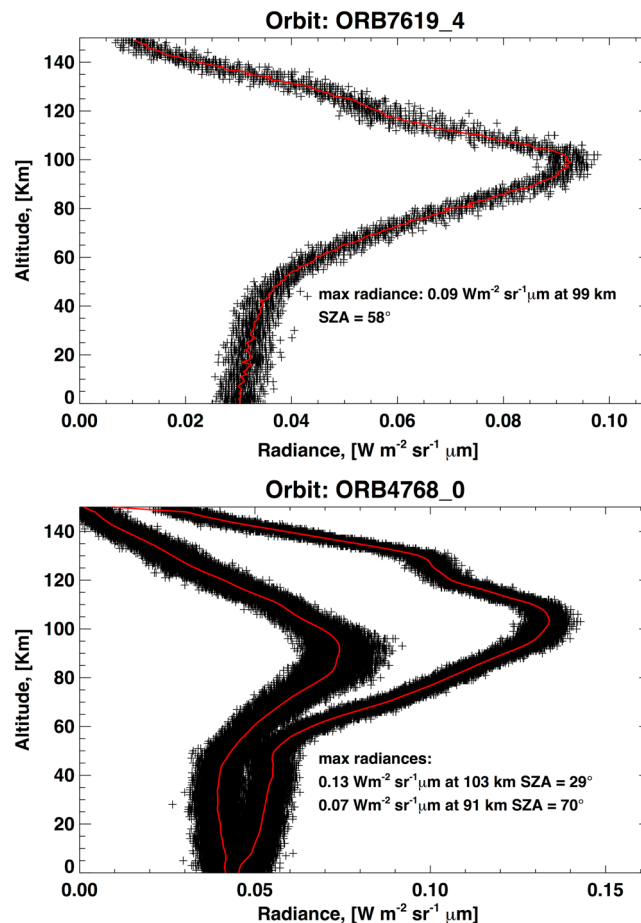 Orbit: ORB7619_4
Altitude, [Km]
140
120
100
80
60
40
20
0
max radiance: 0.09 Wm⁻² sr⁻¹μm at 99 km
SZA = 58°
0.00 0.02 0.04 0.06 0.08 0.10
Radiance, [W m⁻² sr⁻¹ μm]
Orbit: ORB4768_0
Altitude, [Km]
140
120
100
80
60
40
20
0
max radiances:
0.13 Wm⁻² sr⁻¹μm at 103 km SZA = 29°
0.07 Wm⁻² sr⁻¹μm at 91 km SZA = 70°
0.00 0.05 0.10 0.15
Radiance, [W m⁻² sr⁻¹ μm]